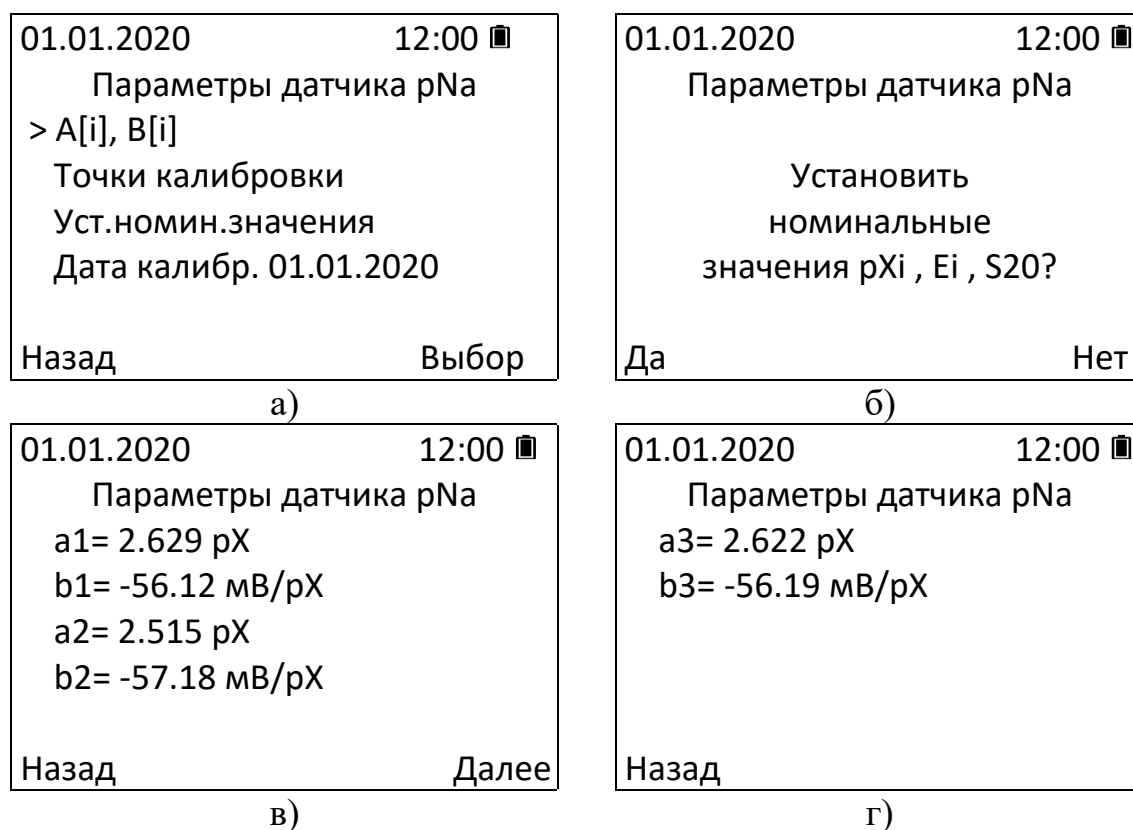 01.01.2020 12:00
Параметры датчика pNa
> A[i], B[i]
Точки калибровки
Уст.номин.значения
Дата калибр. 01.01.2020
Назад Выбор
а)
01.01.2020 12:00
Параметры датчика pNa
Установить
номинальные
значения pXi , Ei , S20?
Да Нет
б)
01.01.2020 12:00
Параметры датчика pNa
a1= 2.629 pX
b1= -56.12 мВ/pX
a2= 2.515 pX
b2= -57.18 мВ/pX
Назад Далее
в)
01.01.2020 12:00
Параметры датчика pNa
a3= 2.622 pX
b3= -56.19 мВ/pX
Назад
г)